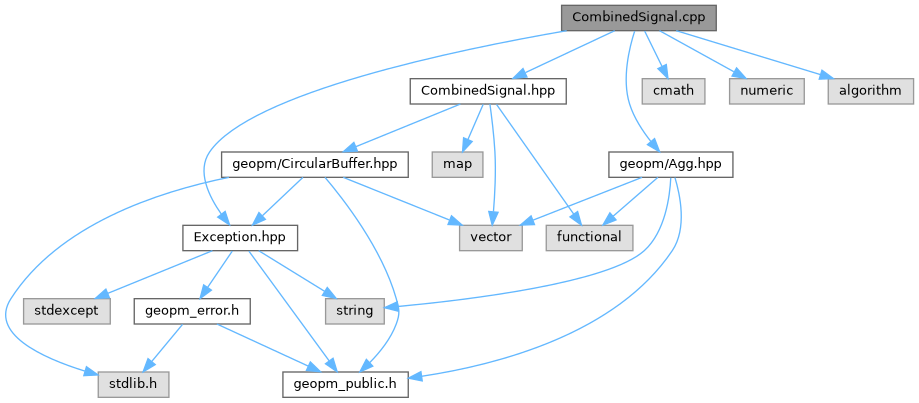 CombinedSignal.cpp
CombinedSignal.hpp
cmath
numeric
algorithm
geopm/CircularBuffer.hpp
map
geopm/Agg.hpp
Exception.hpp
vector
functional
stdexcept
geopm_error.h
string
stdlib.h
geopm_public.h